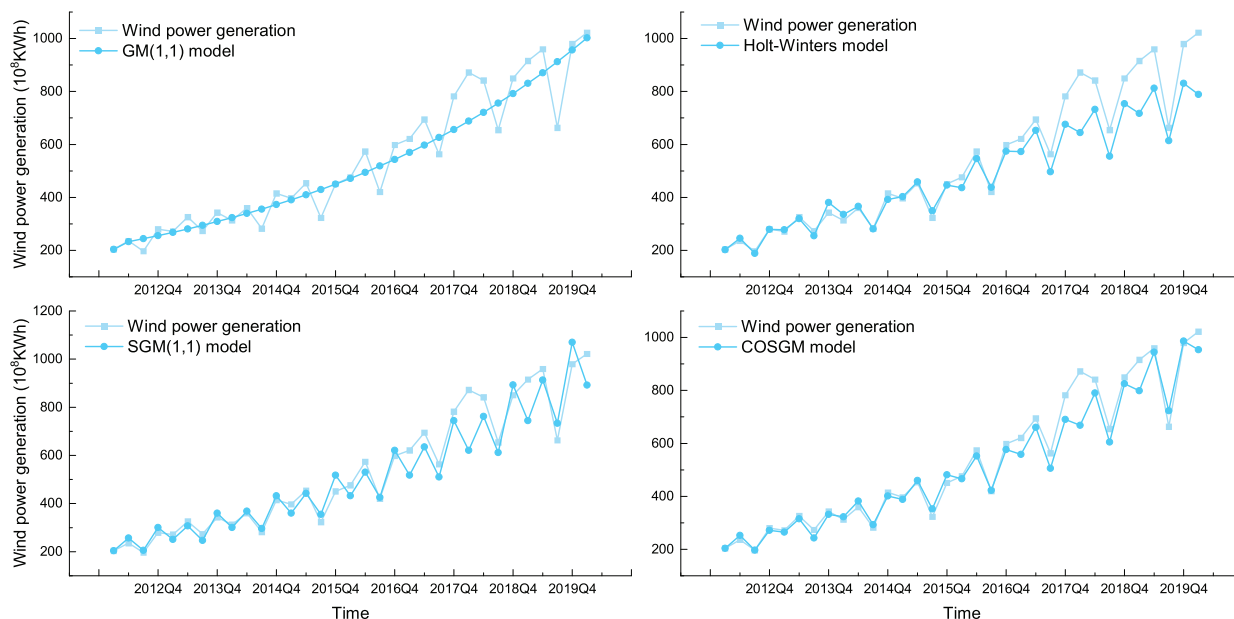 Wind power generation (10⁸KWh)
1000
800
600
400
200
Wind power generation
GM(1,1) model
2012Q4 2013Q4 2014Q4 2015Q4 2016Q4 2017Q4 2018Q4 2019Q4
1000
800
600
400
200
Wind power generation
Holt-Winters model
2012Q4 2013Q4 2014Q4 2015Q4 2016Q4 2017Q4 2018Q4 2019Q4
Wind power generation (10⁸KWh)
1200
1000
800
600
400
200
Wind power generation
SGM(1,1) model
2012Q4 2013Q4 2014Q4 2015Q4 2016Q4 2017Q4 2018Q4 2019Q4
Time
1000
800
600
400
200
Wind power generation
COSGM model
2012Q4 2013Q4 2014Q4 2015Q4 2016Q4 2017Q4 2018Q4 2019Q4
Time